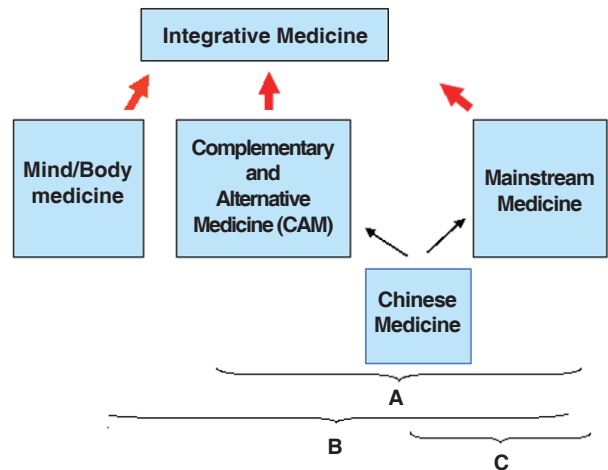 Integrative Medicine
Mind/Body
medicine
Complementary
and
Alternative
Medicine (CAM)
Mainstream
Medicine
Chinese
Medicine
A
B
C